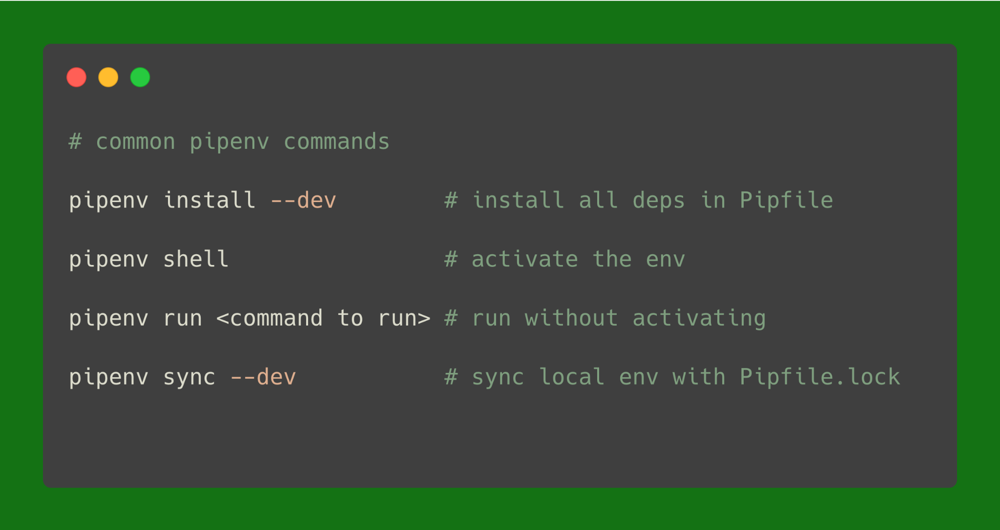 # common pipenv commands
pipenv install --dev        # install all deps in Pipfile
pipenv shell                # activate the env
pipenv run <command to run> # run without activating
pipenv sync --dev           # sync local env with Pipfile.lock